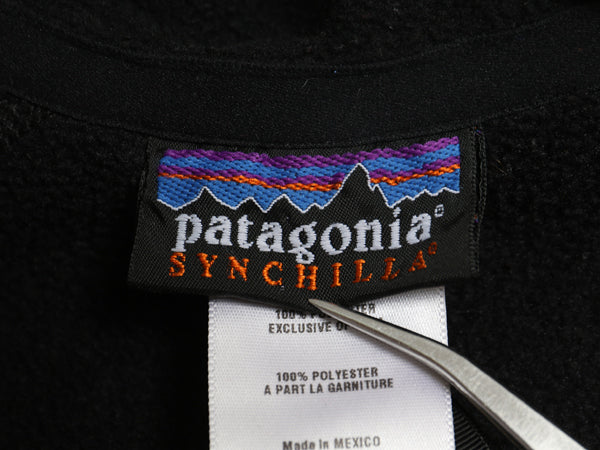 patagonia®
SYNCHILLA®
100%
EXCLUSIVE
100% POLYESTER
A PART LA GARNITURE
Made in MEXICO